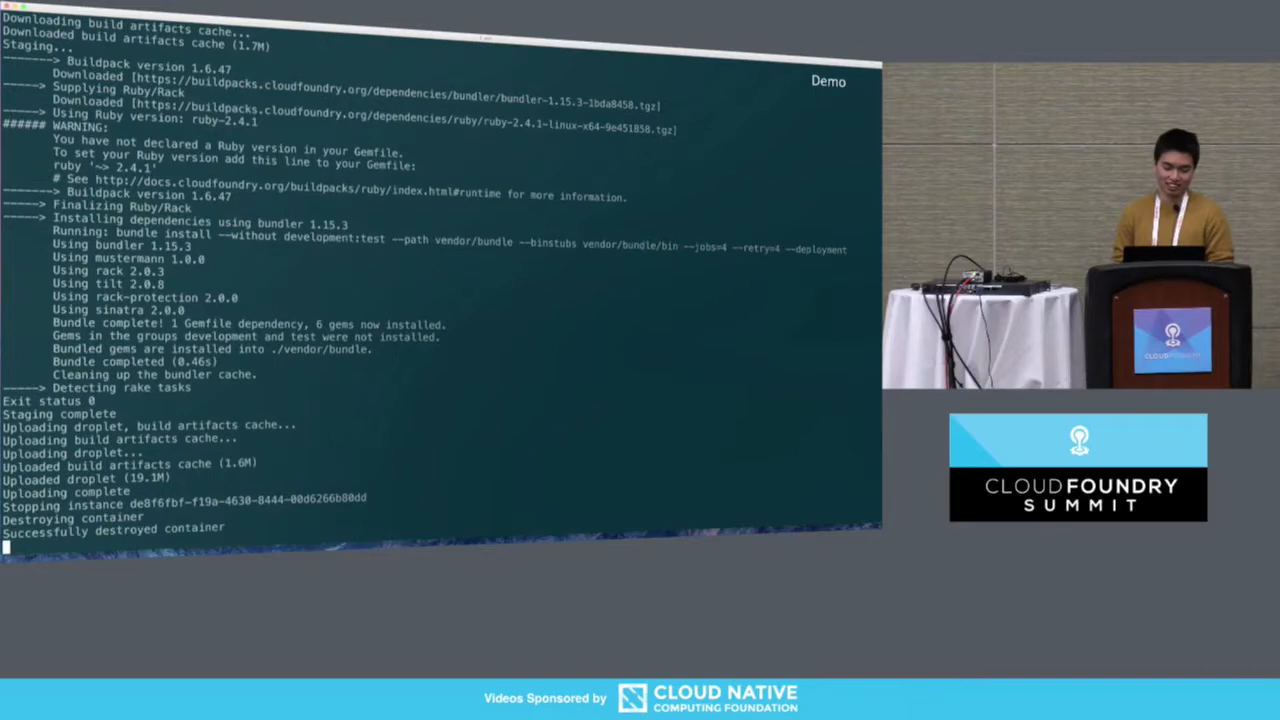 Downloading build artifacts cache...
Downloaded build artifacts cache (1.7M)
Staging...
-------> Buildpack version 1.6.47
Downloaded [https://buildpacks.cloudfoundry.org/dependencies/bundler/bundler-1.15.3-1bda8458.tgz]
-----> Supplying Ruby/Rack
Downloaded [https://buildpacks.cloudfoundry.org/dependencies/ruby/ruby-2.4.1-linux-x64-9e451858.tgz]
-----> Using Ruby version: ruby-2.4.1
###### WARNING:
You have not declared a Ruby version in your Gemfile.
To set your Ruby version add this line to your Gemfile:
ruby '~> 2.4.1'
# See http://docs.cloudfoundry.org/buildpacks/ruby/index.html#runtime for more information.
-------> Buildpack version 1.6.47
-----> Finalizing Ruby/Rack
-----> Installing dependencies using bundler 1.15.3
Running: bundle install --without development:test --path vendor/bundle --binstubs vendor/bundle/bin --jobs=4 --retry=4 --deployment
Using bundler 1.15.3
Using mustermann 1.0.0
Using rack 2.0.3
Using tilt 2.0.8
Using rack-protection 2.0.0
Using sinatra 2.0.0
Bundle complete! 1 Gemfile dependency, 6 gems now installed.
Gems in the groups development and test were not installed.
Bundled gems are installed into ./vendor/bundle.
Bundle completed (0.46s)
Cleaning up the bundler cache.
-----> Detecting rake tasks
Exit status 0
Staging complete
Uploading droplet, build artifacts cache...
Uploading build artifacts cache...
Uploading droplet...
Uploaded build artifacts cache (1.6M)
Uploaded droplet (19.1M)
Uploading complete
Stopping instance de8f6fbf-f19a-4630-8444-00d6266b80dd
Destroying container
Successfully destroyed container
Demo
CLOUD FOUNDRY
CLOUDFOUNDRY
SUMMIT
Videos Sponsored by
CLOUD NATIVE
COMPUTING FOUNDATION